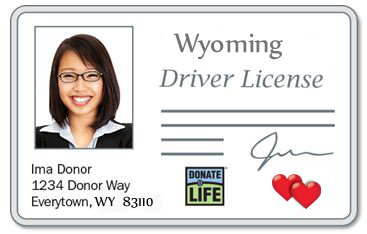 Wyoming
Driver License
Ima Donor
1234 Donor Way
Everytown, WY 83110
DONATE
LIFE